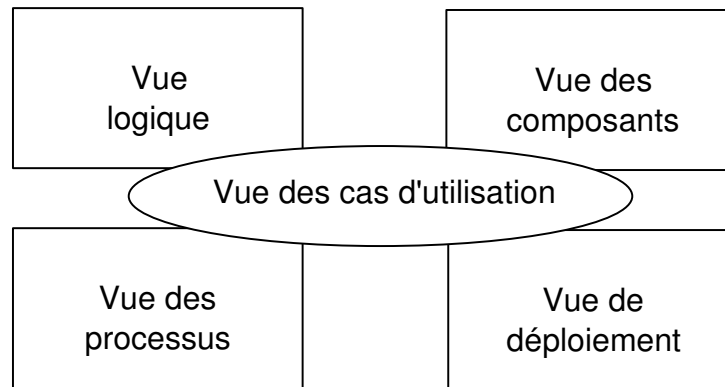 Vue
logique
Vue des
composants
Vue des cas d'utilisation
Vue des
processus
Vue de
déploiement